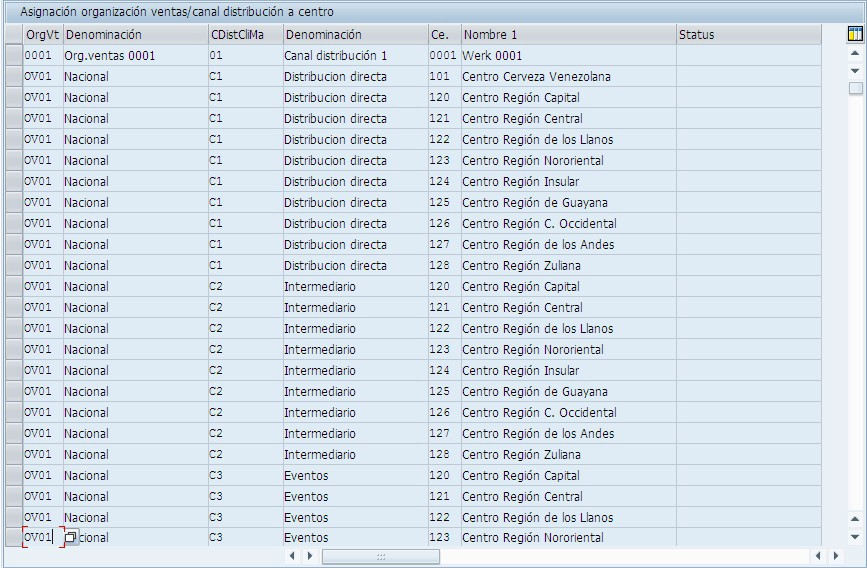 Asignación organización ventas/canal distribución a centro
OrgVt Denominación CDistCliMa Denominación Ce. Nombre 1 Status
0001 Org.ventas 0001 01 Canal distribución 1 0001 Werk 0001
OV01 Nacional C1 Distribucion directa 101 Centro Cerveza Venezolana
OV01 Nacional C1 Distribucion directa 120 Centro Región Capital
OV01 Nacional C1 Distribucion directa 121 Centro Región Central
OV01 Nacional C1 Distribucion directa 122 Centro Región de los Llanos
OV01 Nacional C1 Distribucion directa 123 Centro Región Nororiental
OV01 Nacional C1 Distribucion directa 124 Centro Región Insular
OV01 Nacional C1 Distribucion directa 125 Centro Región de Guayana
OV01 Nacional C1 Distribucion directa 126 Centro Región C. Occidental
OV01 Nacional C1 Distribucion directa 127 Centro Región de los Andes
OV01 Nacional C1 Distribucion directa 128 Centro Región Zuliana
OV01 Nacional C2 Intermediario 120 Centro Región Capital
OV01 Nacional C2 Intermediario 121 Centro Región Central
OV01 Nacional C2 Intermediario 122 Centro Región de los Llanos
OV01 Nacional C2 Intermediario 123 Centro Región Nororiental
OV01 Nacional C2 Intermediario 124 Centro Región Insular
OV01 Nacional C2 Intermediario 125 Centro Región de Guayana
OV01 Nacional C2 Intermediario 126 Centro Región C. Occidental
OV01 Nacional C2 Intermediario 127 Centro Región de los Andes
OV01 Nacional C2 Intermediario 128 Centro Región Zuliana
OV01 Nacional C3 Eventos 120 Centro Región Capital
OV01 Nacional C3 Eventos 121 Centro Región Central
OV01 Nacional C3 Eventos 122 Centro Región de los Llanos
OV01 cional C3 Eventos 123 Centro Región Nororiental